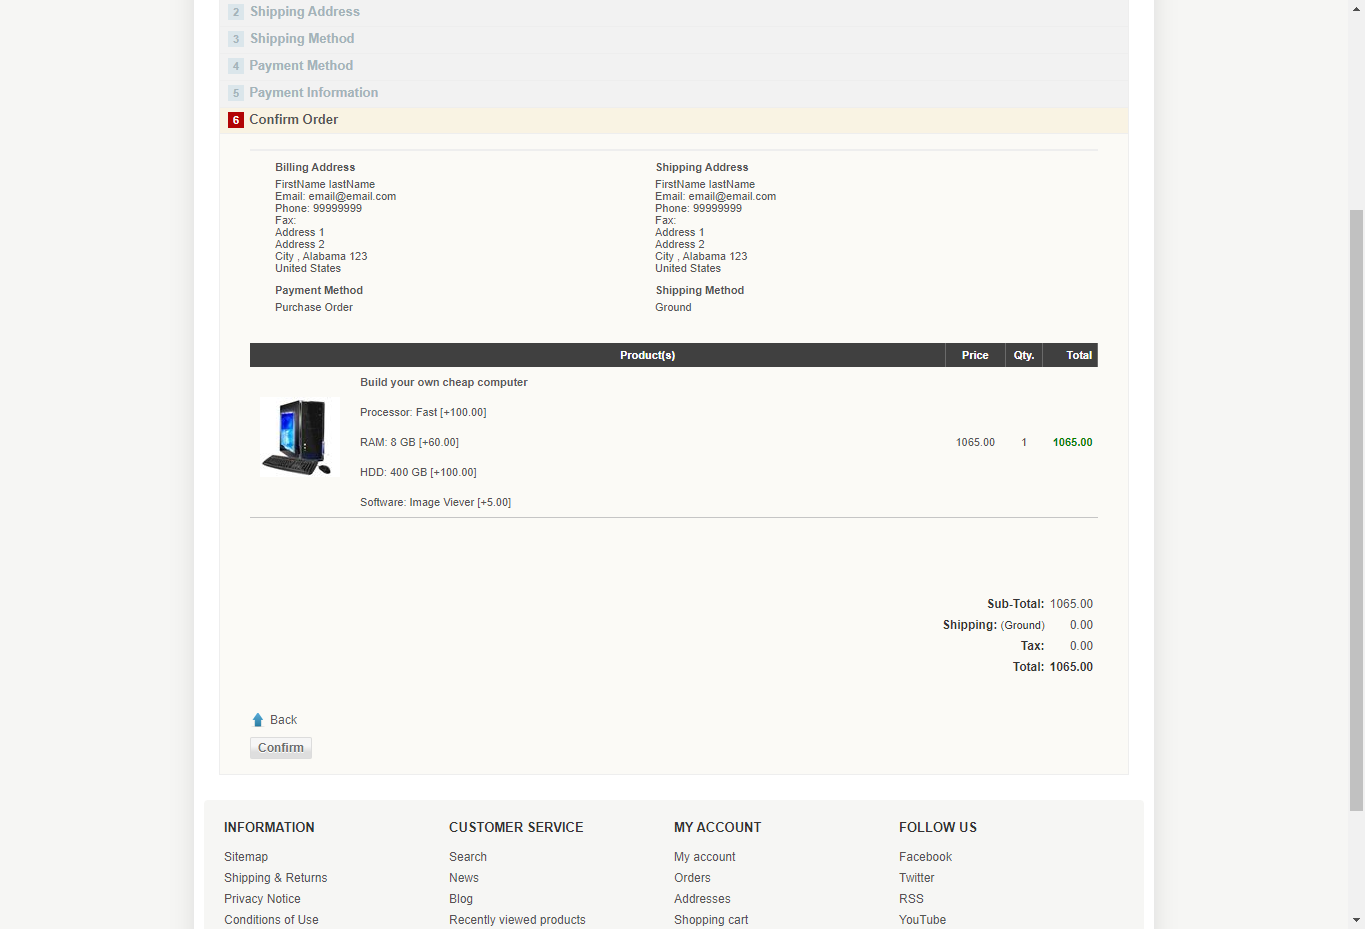 2 Shipping Address
3 Shipping Method
4 Payment Method
5 Payment Information
6 Confirm Order
Billing Address
FirstName lastName
Email: email@email.com
Phone: 99999999
Fax:
Address 1
Address 2
City , Alabama 123
United States
Payment Method
Purchase Order
Shipping Address
FirstName lastName
Email: email@email.com
Phone: 99999999
Fax:
Address 1
Address 2
City , Alabama 123
United States
Shipping Method
Ground
Product(s) Price Qty. Total
Build your own cheap computer
Processor: Fast [+100.00]
RAM: 8 GB [+60.00] 1065.00 1 1065.00
HDD: 400 GB [+100.00]
Software: Image Viever [+5.00]
Sub-Total: 1065.00
Shipping: (Ground) 0.00
Tax: 0.00
Total: 1065.00
Back
Confirm
INFORMATION
Sitemap
Shipping & Returns
Privacy Notice
Conditions of Use
CUSTOMER SERVICE
Search
News
Blog
Recently viewed products
MY ACCOUNT
My account
Orders
Addresses
Shopping cart
FOLLOW US
Facebook
Twitter
RSS
YouTube